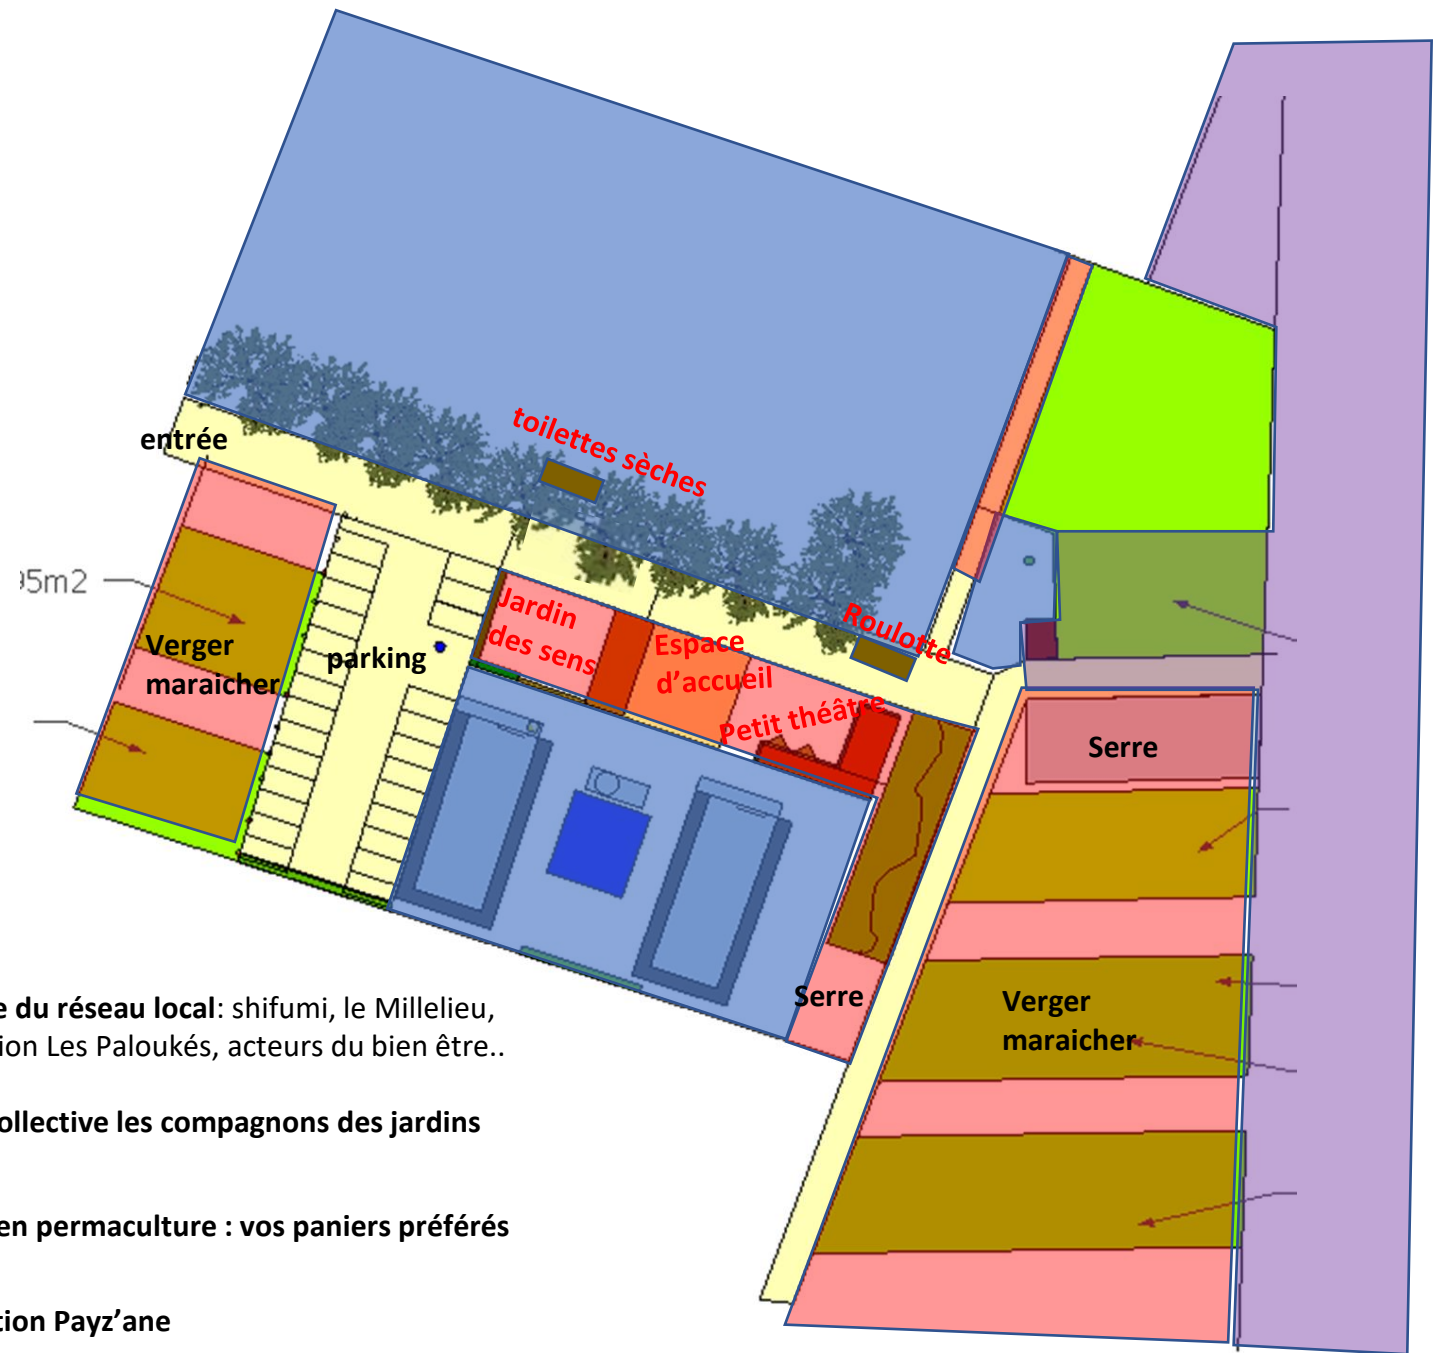 entrée
toilettes sèches
)5m2
Jardin
des sens
Espace
d’accueil
Roulotte
Verger
maraicher
parking
Petit théâtre
Serre
Serre
Verger
maraicher
e du réseau local: shifumi, le Millelieu,
ion Les Paloukés, acteurs du bien être..
ollective les compagnons des jardins
en permaculture : vos paniers préférés
tion Payz’ane